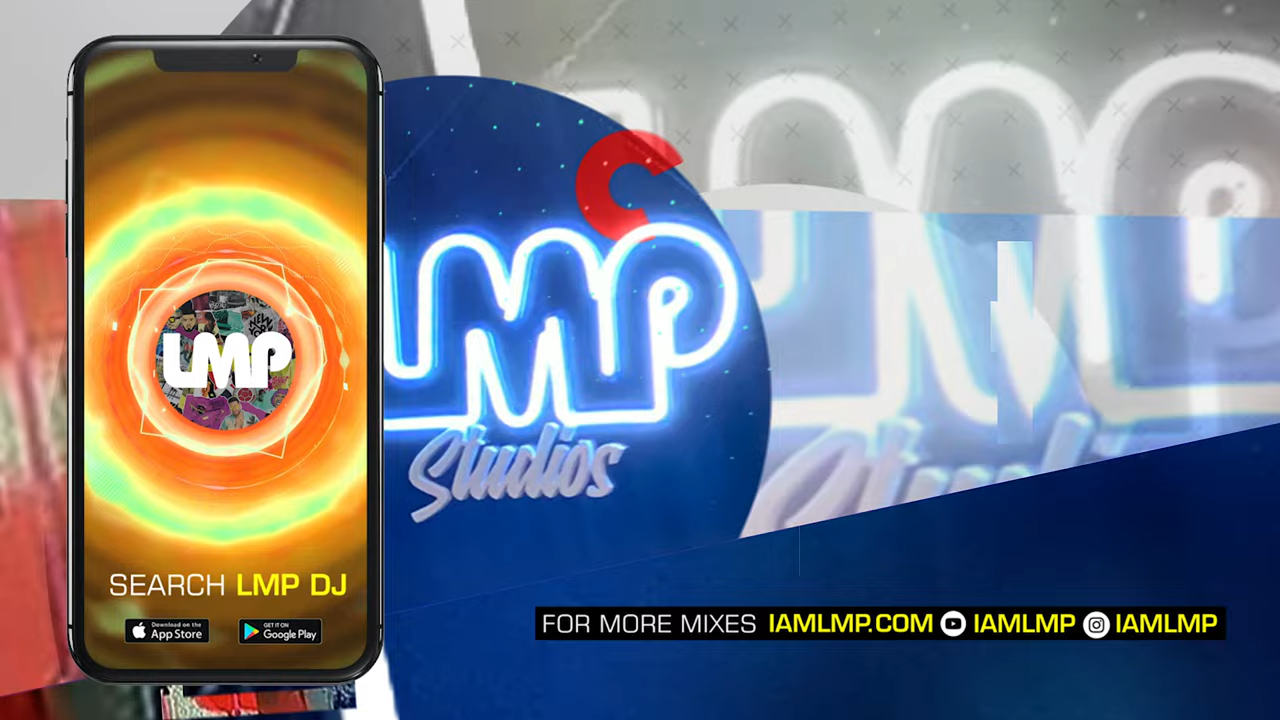 LMP
SEARCH LMP DJ
Download on the
App Store
GET IT ON
Google Play
LMP
Studios
FOR MORE MIXES IAMLMP.COM IAMLMP IAMLMP